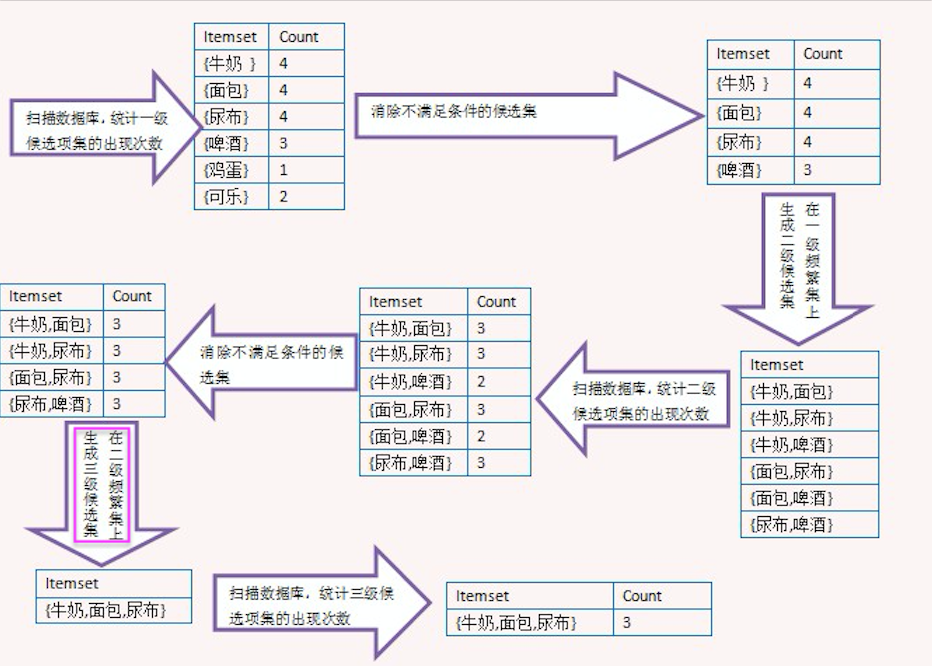 扫描数据库，统计一级
候选项集的出现次数
Itemset Count
{牛奶 } 4
{面包} 4
{尿布} 4
{啤酒} 3
{鸡蛋} 1
{可乐} 2
消除不满足条件的候选集
Itemset Count
{牛奶 } 4
{面包} 4
{尿布} 4
{啤酒} 3
在一级频繁集上
生成二级候选集
Itemset
{牛奶,面包}
{牛奶,尿布}
{牛奶,啤酒}
{面包,尿布}
{面包,啤酒}
{尿布,啤酒}
扫描数据库，统计二级
候选项集的出现次数
Itemset Count
{牛奶,面包} 3
{牛奶,尿布} 3
{牛奶,啤酒} 2
{面包,尿布} 3
{面包,啤酒} 2
{尿布,啤酒} 3
消除不满足条件的候
选集
Itemset Count
{牛奶,面包} 3
{牛奶,尿布} 3
{面包,尿布} 3
{尿布,啤酒} 3
在二级频繁集上
生成三级候选集
Itemset
{牛奶,面包,尿布}
扫描数据库，统计三级候
选项集的出现次数
Itemset Count
{牛奶,面包,尿布} 3